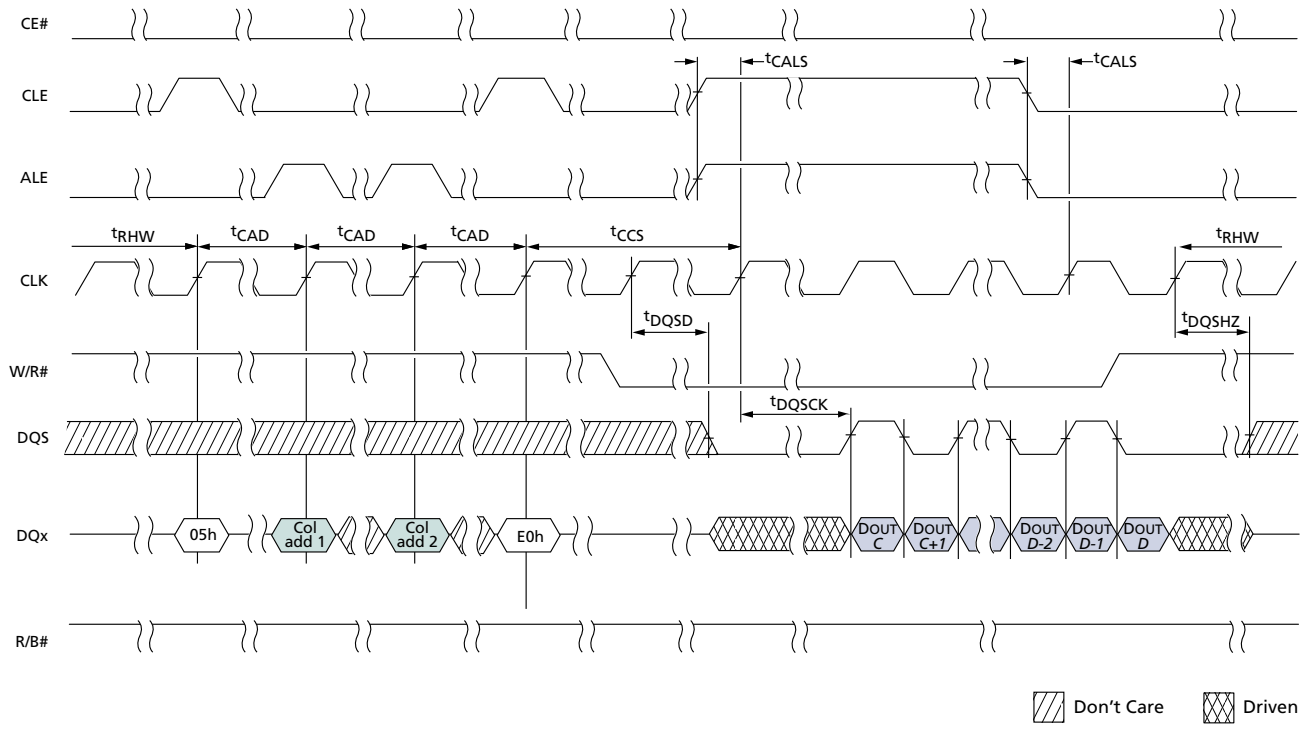 CE#
tCALS tCALS
CLE
ALE
tRHW tCAD tCAD tCAD tCCS tRHW
CLK
tDQSD tDQSHZ
W/R#
tDQSCK
DQS
DQx 05h Col add 1 Col add 2 E0h DOUT C DOUT C+1 DOUT D-2 DOUT D-1 DOUT D
R/B#
Don't Care Driven